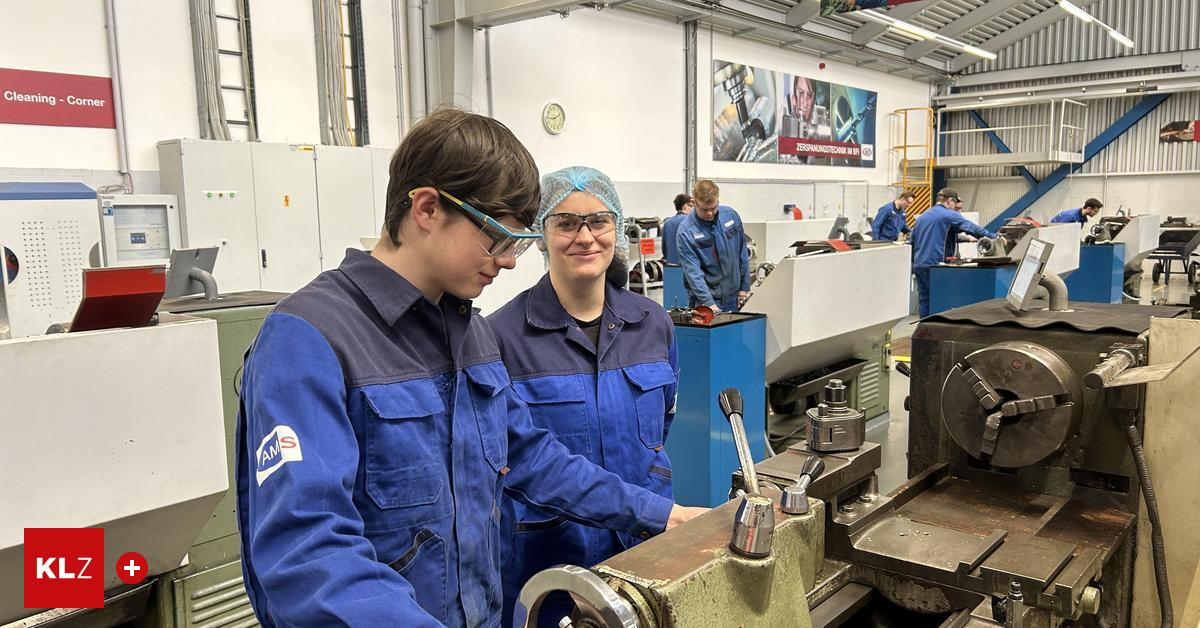 Cleaning - Corner
ZERSPANUNGSTECHNIK IM BFI
AMS
KLZ +